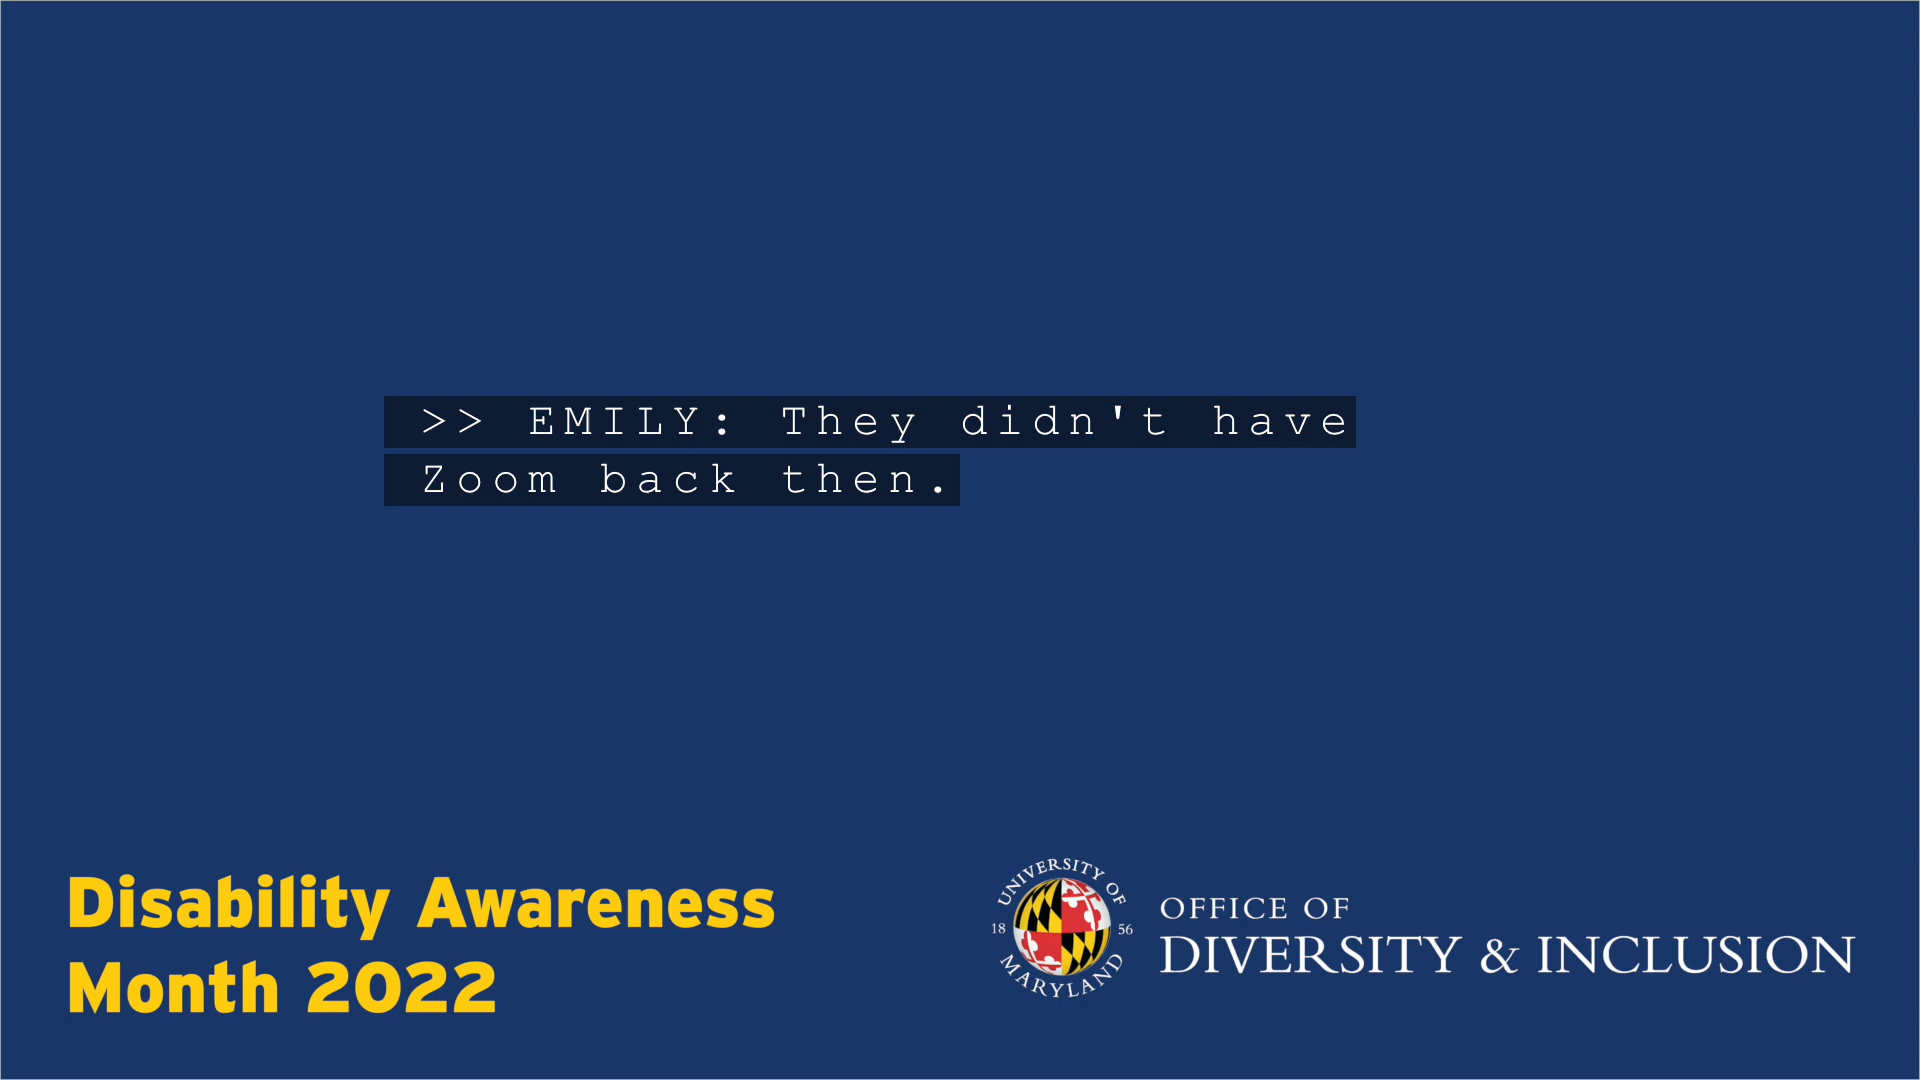 >> EMILY: They didn't have
Zoom back then.
Disability Awareness
Month 2022
UNIVERSITY OF
18 56
MARYLAND
OFFICE OF
DIVERSITY & INCLUSION